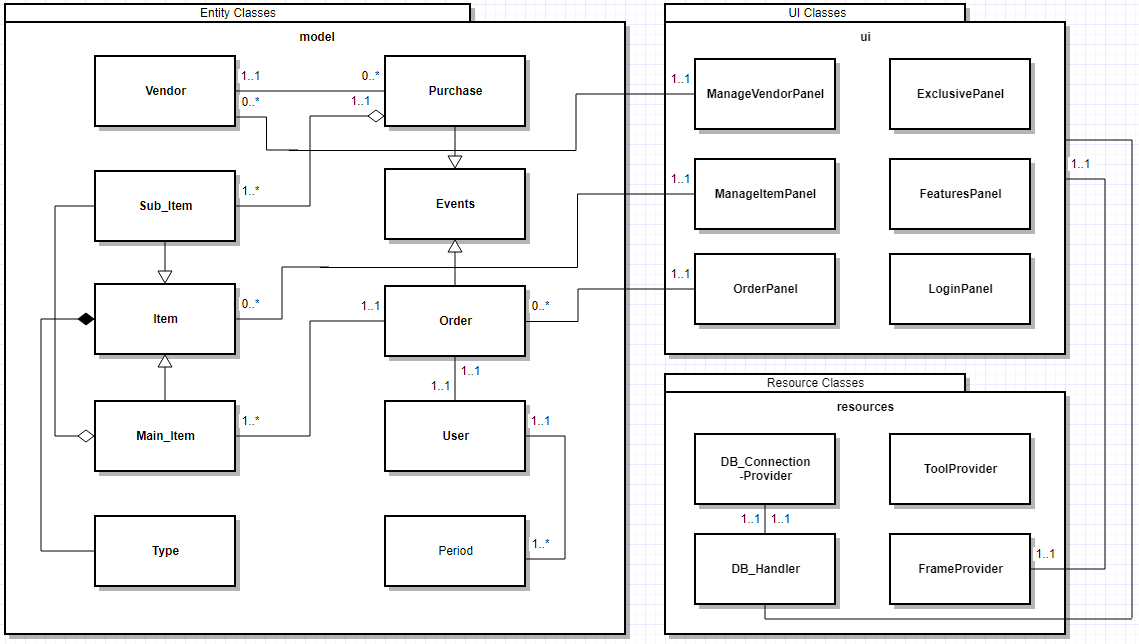 Entity Classes
model
Vendor
1..1
0..*
Purchase
0..*
1..1
Sub_Item
1..*
Events
Item
0..*
1..1
Order
0..*
1..1
1..1
Main_Item
1..*
User
1..1
Type
Period
1..*
UI Classes
ui
1..1
ManageVendorPanel
ExclusivePanel
1..1
1..1
ManageItemPanel
FeaturesPanel
1..1
OrderPanel
LoginPanel
Resource Classes
resources
DB_Connection
-Provider
ToolProvider
1..1
1..1
DB_Handler
FrameProvider
1..1